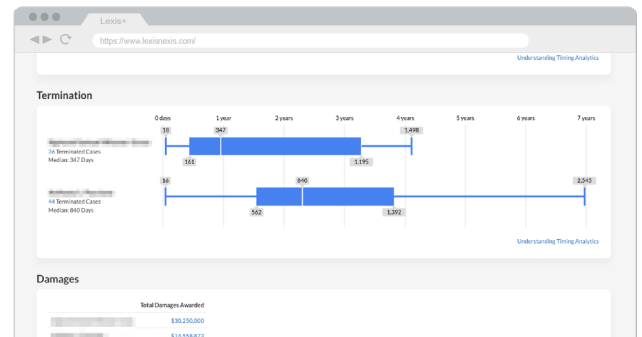 Lexis+
https://www.lexisnexis.com/
Understanding Timing Analytics
Termination
0 days 1 year 2 years 3 years 4 years 5 years 6 years 7 years
347 1,498
36 Terminated Cases
Median: 347 Days
161 1,195
840 2,545
44 Terminated Cases
Median: 840 Days
562 1,392
Understanding Timing Analytics
Damages
Total Damages Awarded
$30,250,000